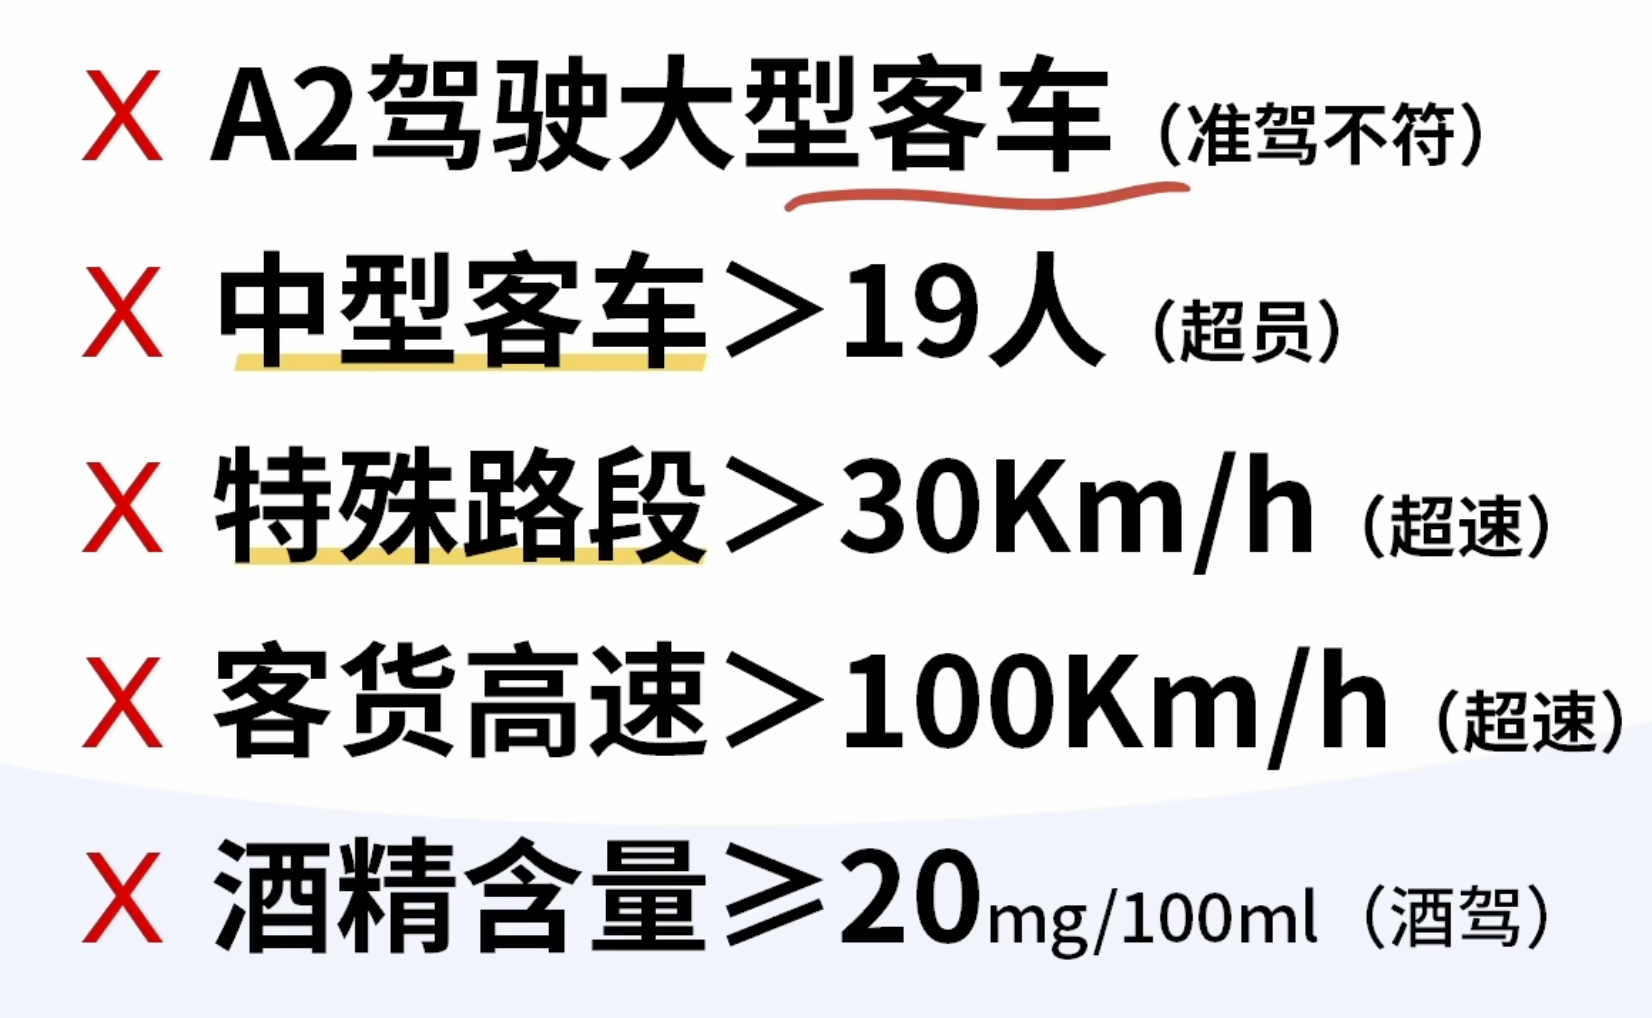 X A2驾驶大型客车（准驾不符）
X 中型客车＞19人（超员）
X 特殊路段＞30Km/h（超速）
X 客货高速＞100Km/h（超速）
X 酒精含量≥20mg/100ml（酒驾）